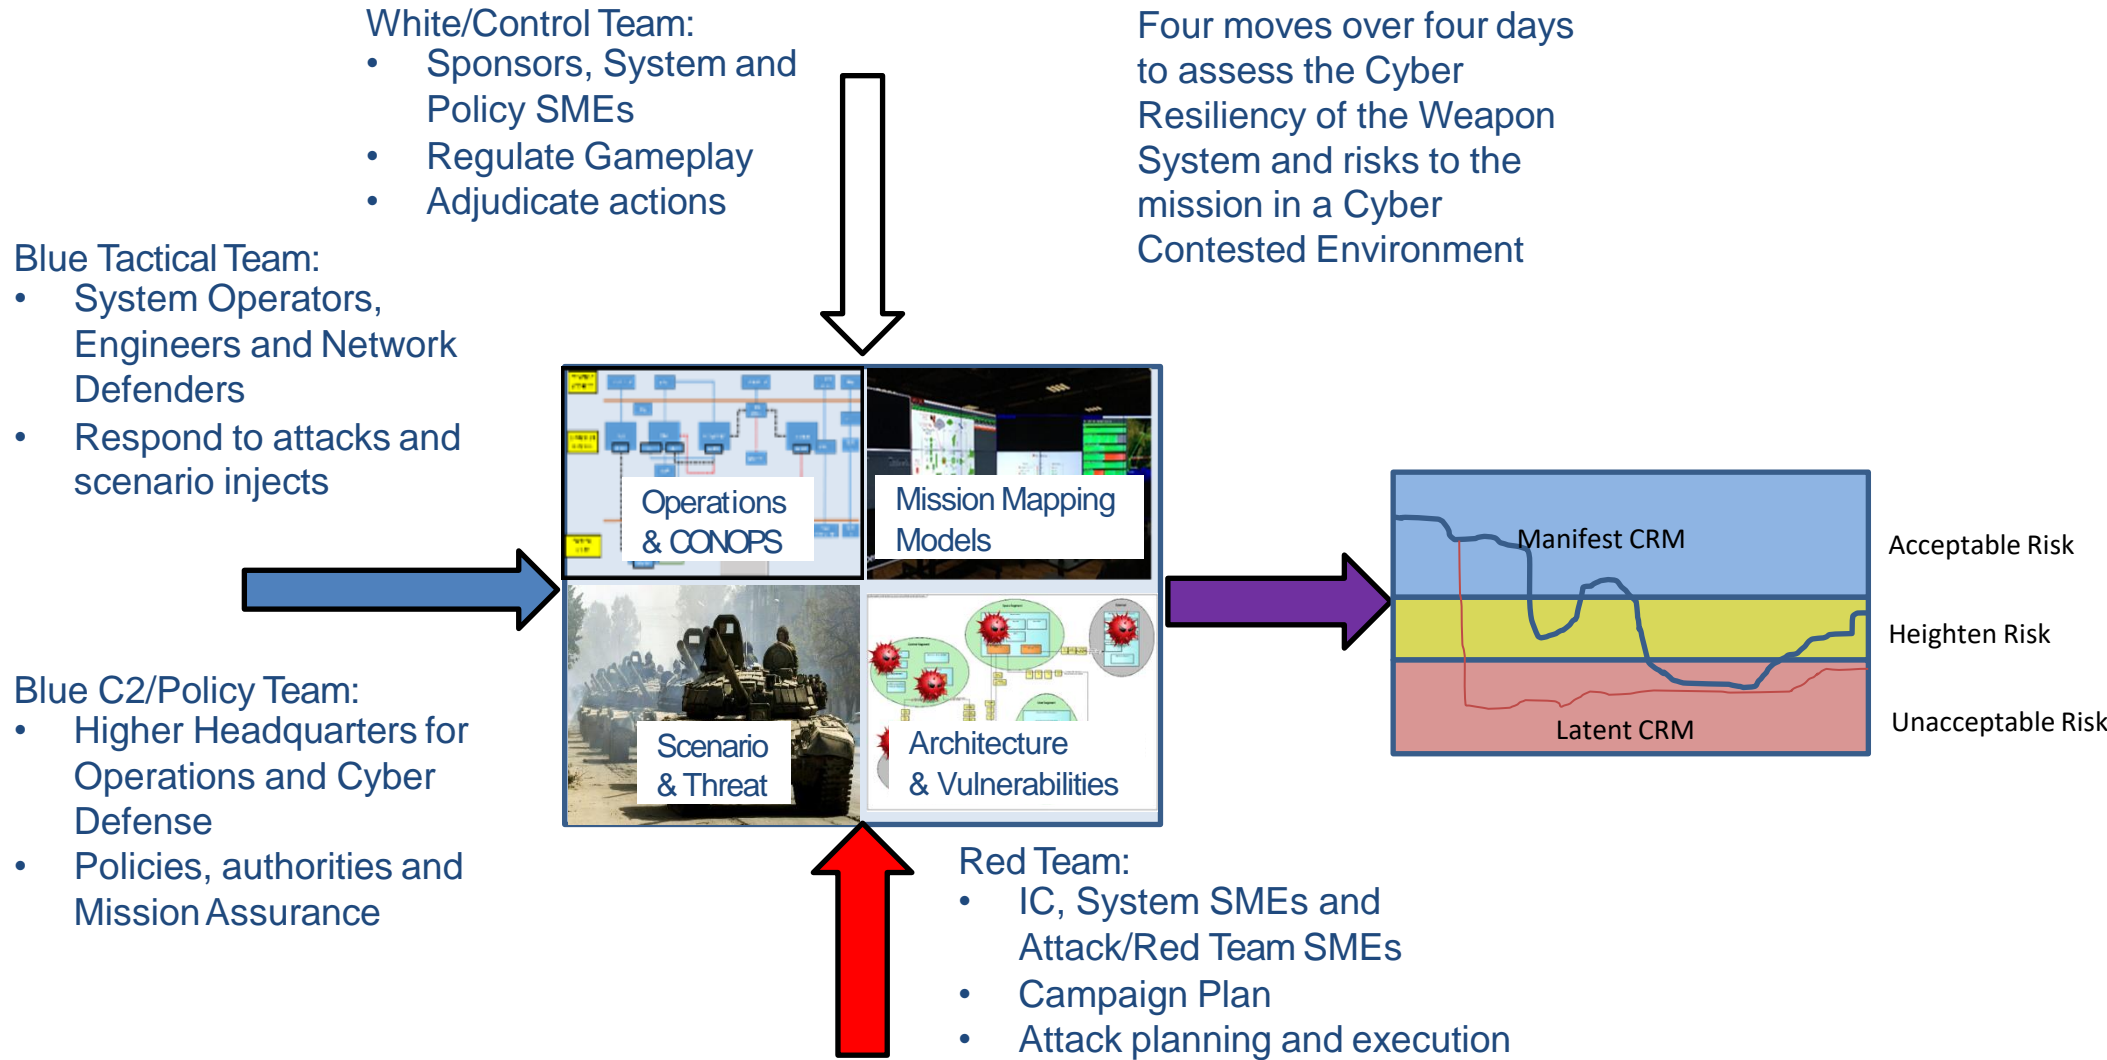 White/Control Team:
• Sponsors, System and
Policy SMEs
• Regulate Gameplay
• Adjudicate actions
Four moves over four days
to assess the Cyber
Resiliency of the Weapon
System and risks to the
mission in a Cyber
Contested Environment
Blue Tactical Team:
• System Operators,
Engineers and Network
Defenders
• Respond to attacks and
scenario injects
Blue C2/Policy Team:
• Higher Headquarters for
Operations and Cyber
Defense
• Policies, authorities and
Mission Assurance
Operations
& CONOPS
Mission Mapping
Models
Scenario
& Threat
Architecture
& Vulnerabilities
Manifest CRM
Latent CRM
Acceptable Risk
Heighten Risk
Unacceptable Risk
Red Team:
• IC, System SMEs and
Attack/Red Team SMEs
• Campaign Plan
• Attack planning and execution